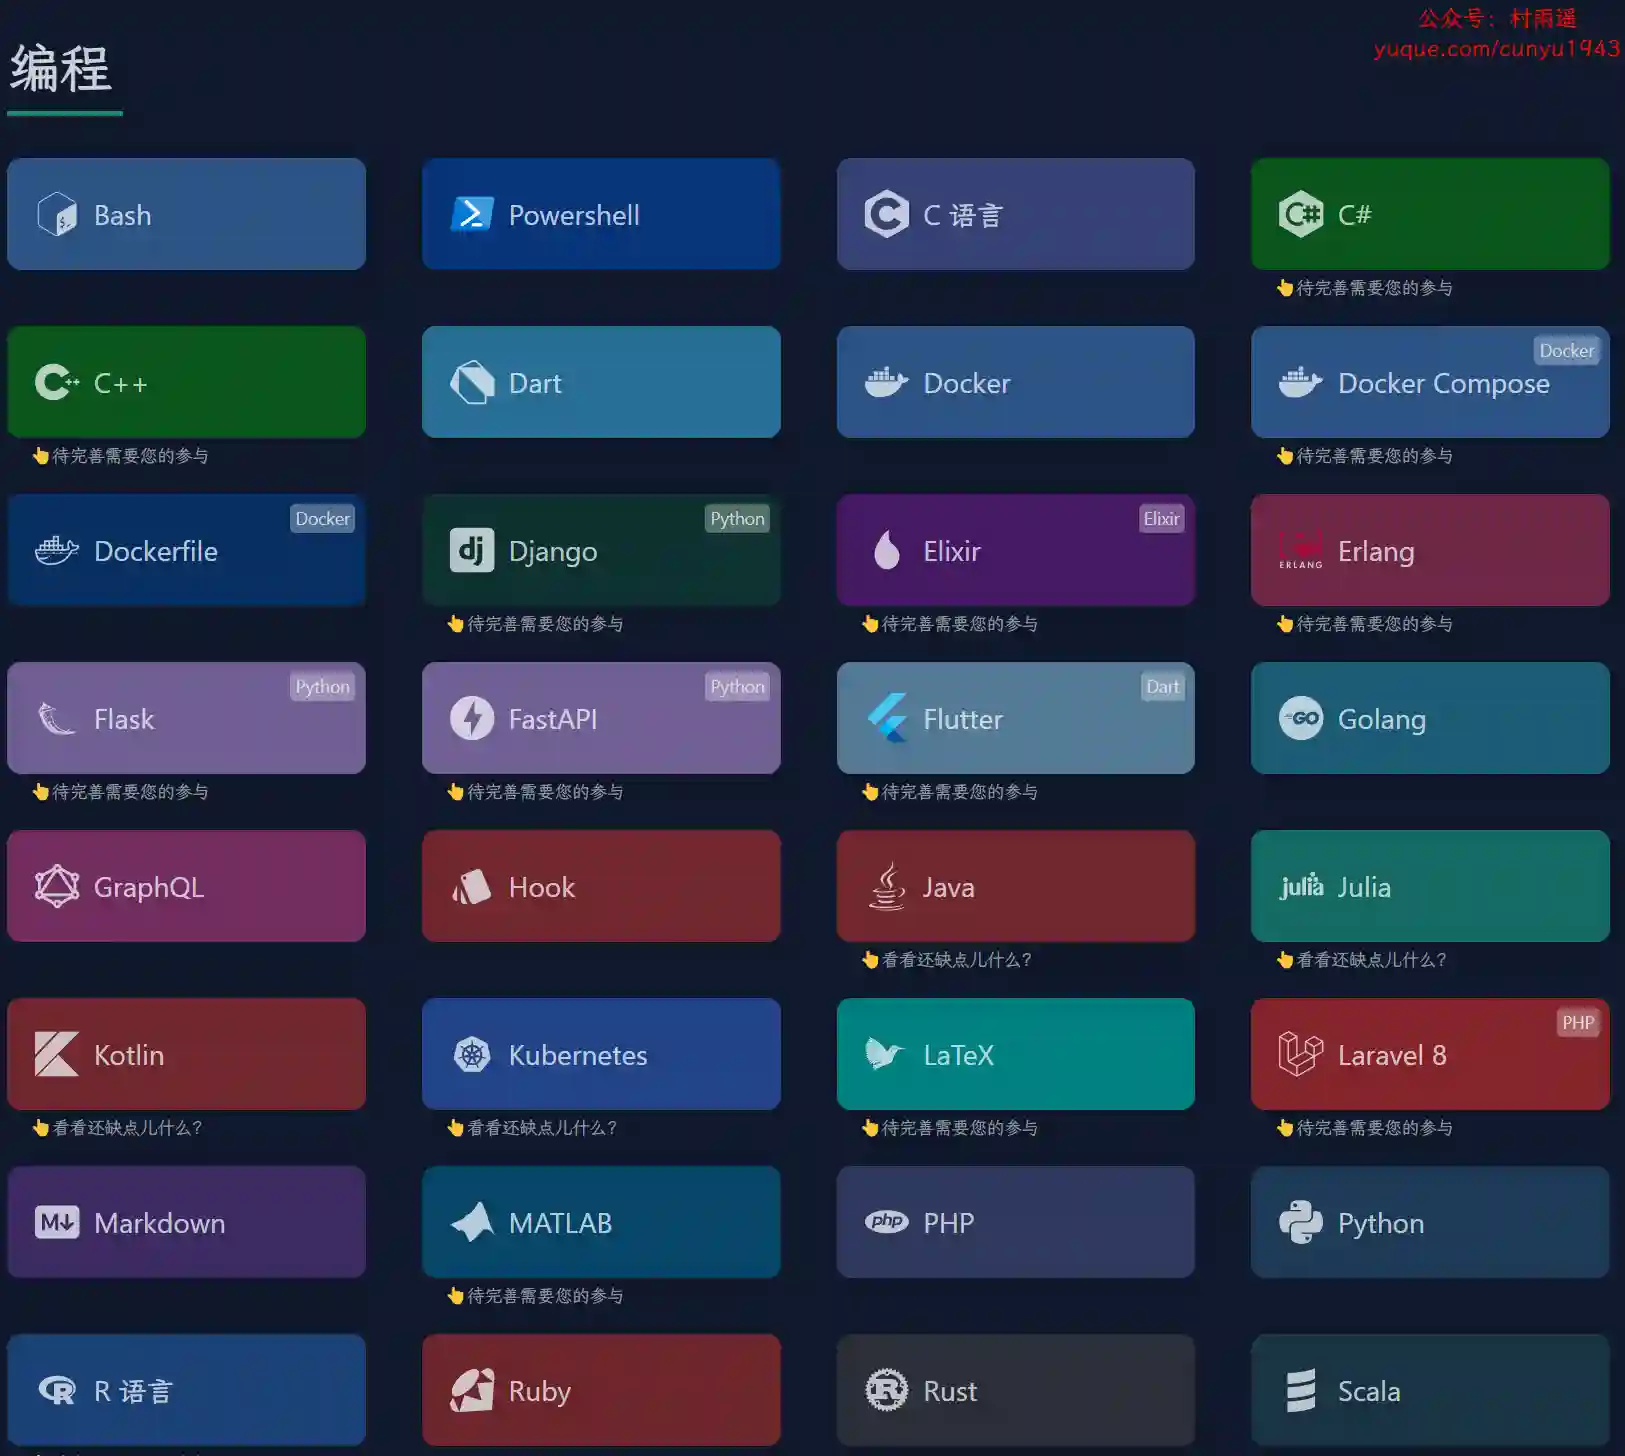 公众号：村雨遥
yuque.com/cunyu1943
编程
Bash
Powershell
C 语言
C#
👆待完善需要您的参与
C++
👆待完善需要您的参与
Dart
Docker
Docker
Docker Compose
👆待完善需要您的参与
Docker
Dockerfile
Python
Django
👆待完善需要您的参与
Elixir
Elixir
👆待完善需要您的参与
ERLANG
Erlang
👆待完善需要您的参与
Python
Flask
👆待完善需要您的参与
Python
FastAPI
👆待完善需要您的参与
Dart
Flutter
👆待完善需要您的参与
GO
Golang
GraphQL
Hook
Java
👆看看还缺点儿什么？
julia
Julia
👆看看还缺点儿什么？
Kotlin
👆看看还缺点儿什么？
Kubernetes
👆看看还缺点儿什么？
LaTeX
👆待完善需要您的参与
PHP
Laravel 8
👆待完善需要您的参与
M↓
Markdown
MATLAB
👆待完善需要您的参与
php
PHP
Python
R 语言
Ruby
Rust
Scala